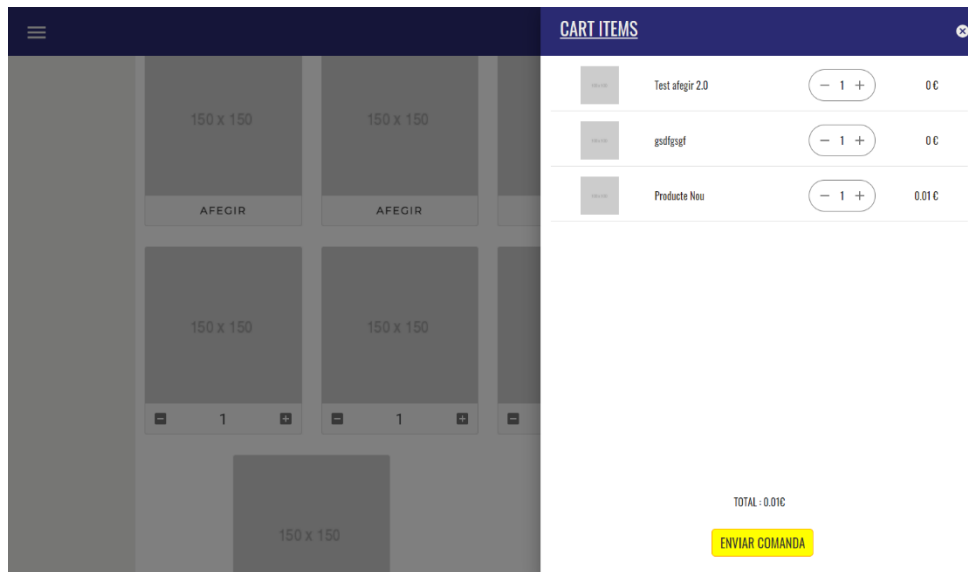 CART ITEMS
Test afegir 2.0 − 1 + 0 €
gsdfgsgf − 1 + 0 €
Producte Nou − 1 + 0.01 €
TOTAL : 0.01€
ENVIAR COMANDA
150 x 150 150 x 150
AFEGIR AFEGIR
150 x 150 150 x 150
1 1
150 x 150